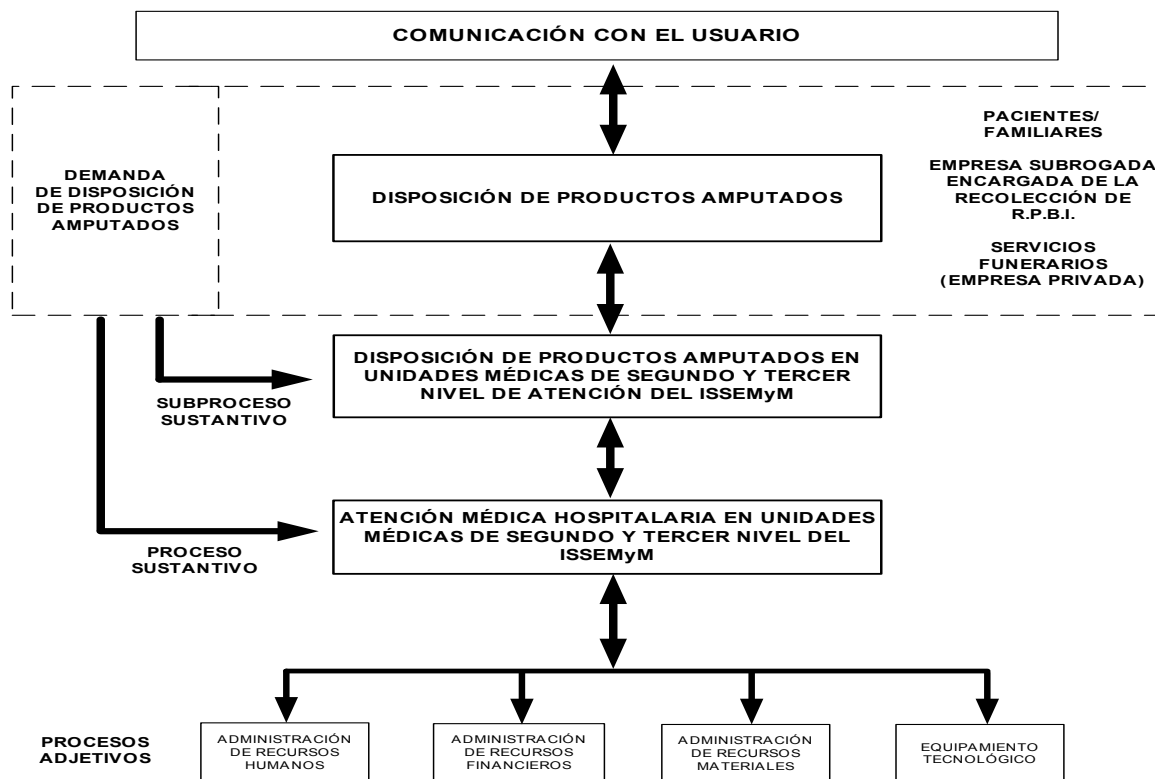 COMUNICACIÓN CON EL USUARIO
DEMANDA
DE DISPOSICIÓN
DE PRODUCTOS
AMPUTADOS
DISPOSICIÓN DE PRODUCTOS AMPUTADOS
PACIENTES/
FAMILIARES
EMPRESA SUBROGADA
ENCARGADA DE LA
RECOLECCIÓN DE
R.P.B.I.
SERVICIOS
FUNERARIOS
(EMPRESA PRIVADA)
DISPOSICIÓN DE PRODUCTOS AMPUTADOS EN
UNIDADES MÉDICAS DE SEGUNDO Y TERCER
NIVEL DE ATENCIÓN DEL ISSEMyM
SUBPROCESO
SUSTANTIVO
ATENCIÓN MÉDICA HOSPITALARIA EN UNIDADES
MÉDICAS DE SEGUNDO Y TERCER NIVEL DEL
ISSEMyM
PROCESO
SUSTANTIVO
PROCESOS
ADJETIVOS
ADMINISTRACIÓN
DE RECURSOS
HUMANOS
ADMINISTRACIÓN
DE RECURSOS
FINANCIEROS
ADMINISTRACIÓN
DE RECURSOS
MATERIALES
EQUIPAMIENTO
TECNOLÓGICO